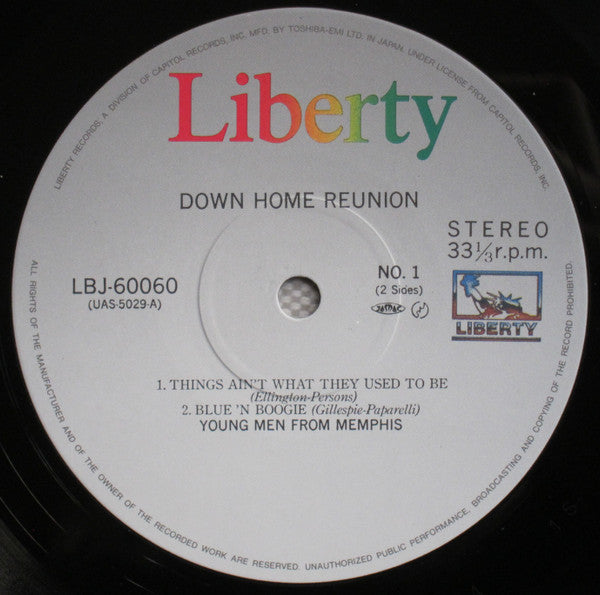 LIBERTY RECORDS, A DIVISION OF CAPITOL RECORDS, INC. MFD. BY TOSHIBA-EMI LTD. IN JAPAN. UNDER LICENSE FROM CAPITOL RECORDS, INC.
Liberty
DOWN HOME REUNION
STEREO
33⅓r.p.m.
LBJ-60060
(UAS-5029-A)
NO. 1
(2 Sides)
JASRAC
LIBERTY
1. THINGS AIN'T WHAT THEY USED TO BE
(Ellington-Persons)
2. BLUE 'N BOOGIE (Gillespie-Paparelli)
YOUNG MEN FROM MEMPHIS
ALL RIGHTS OF THE MANUFACTURER AND OF THE OWNER OF THE RECORDED WORK ARE RESERVED. UNAUTHORIZED PUBLIC PERFORMANCE, BROADCASTING AND COPYING OF THE RECORD PROHIBITED.